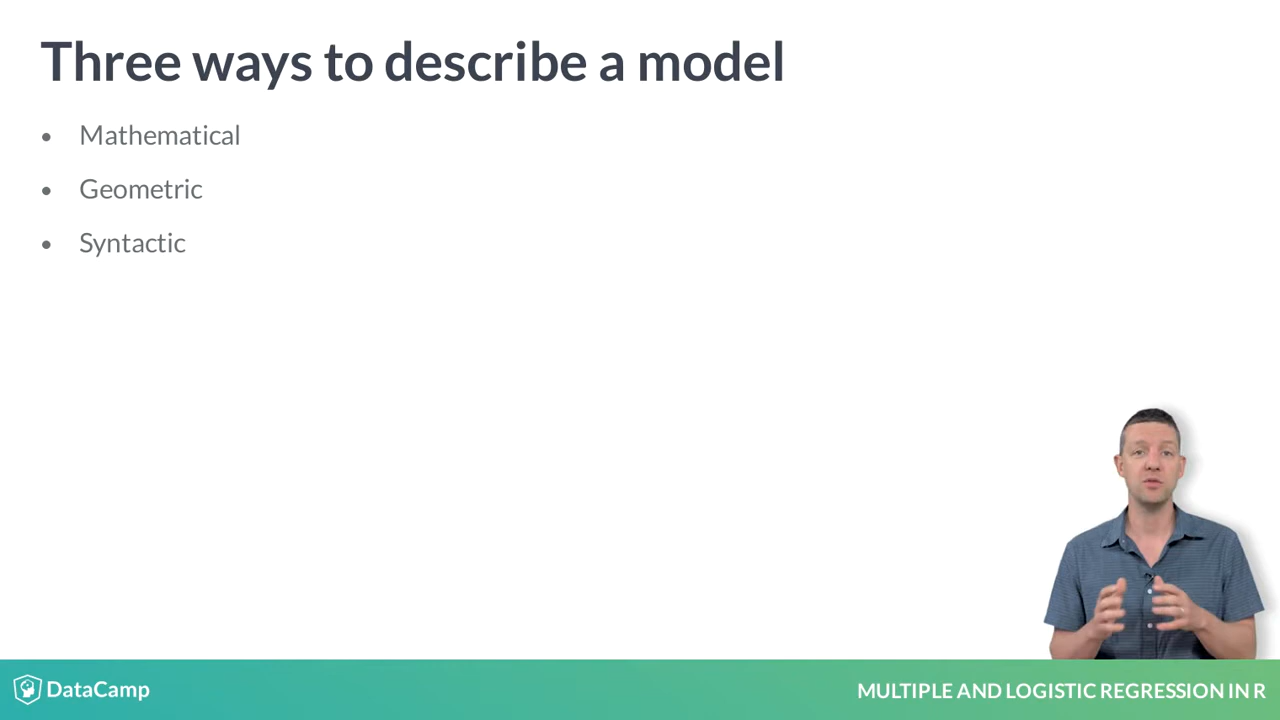 Three ways to describe a model
• Mathematical
• Geometric
• Syntactic
DataCamp
MULTIPLE AND LOGISTIC REGRESSION IN R